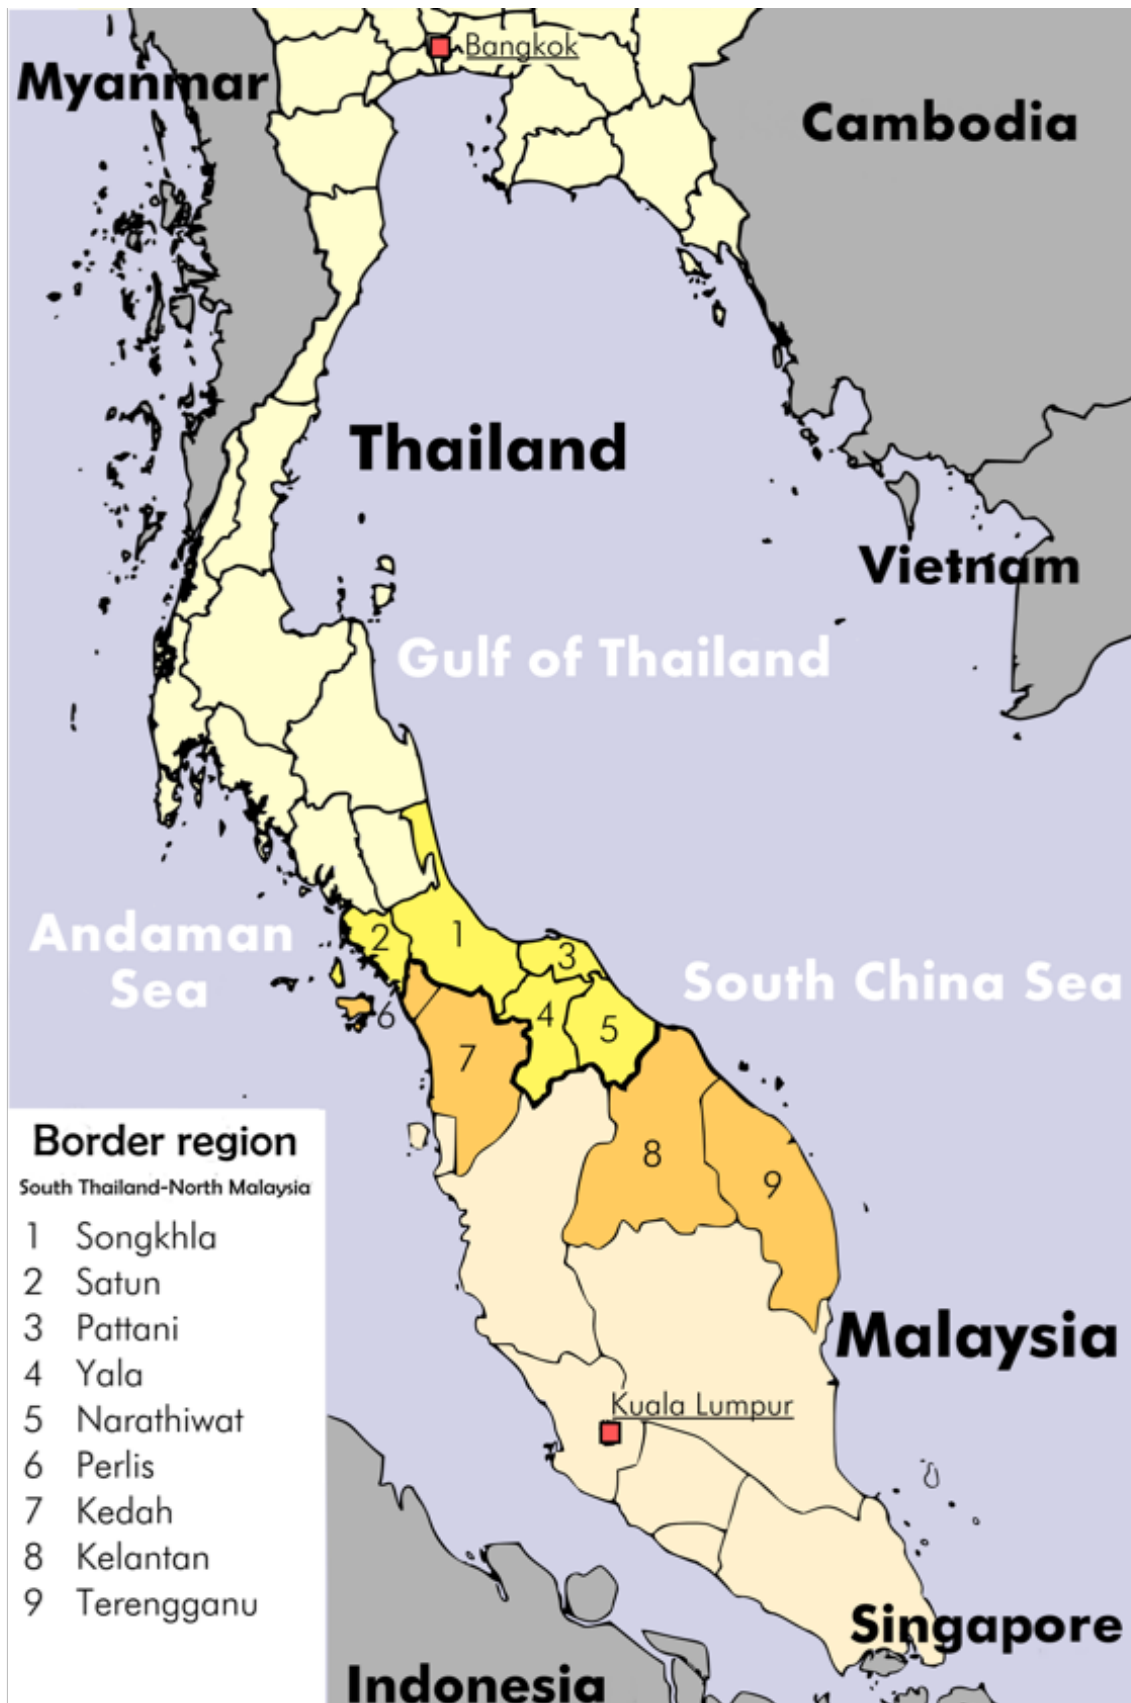 Bangkok
Myanmar
Cambodia
Thailand
Vietnam
Gulf of Thailand
Andaman
Sea
South China Sea
1
2
3
4
5
6
7
8
9
Border region
South Thailand-North Malaysia
1 Songkhla
2 Satun
3 Pattani
4 Yala
5 Narathiwat
6 Perlis
7 Kedah
8 Kelantan
9 Terengganu
Malaysia
Kuala Lumpur
Singapore
Indonesia